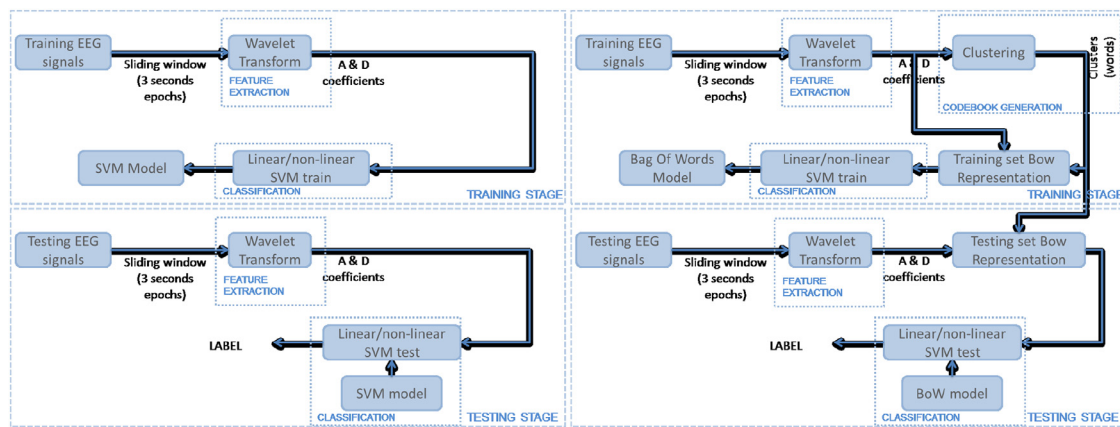 Training EEG
signals
Sliding window
(3 seconds
epochs)
Wavelet
Transform
FEATURE
EXTRACTION
A & D
coefficients
SVM Model
Linear/non-linear
SVM train
CLASSIFICATION
TRAINING STAGE
Training EEG
signals
Sliding window
(3 seconds
epochs)
Wavelet
Transform
FEATURE
EXTRACTION
A & D
coefficients
Clustering
CODEBOOK GENERATION
Clusters
(words)
Bag Of Words
Model
Linear/non-linear
SVM train
CLASSIFICATION
Training set Bow
Representation
TRAINING STAGE
Testing EEG
signals
Sliding window
(3 seconds
epochs)
Wavelet
Transform
FEATURE
EXTRACTION
A & D
coefficients
LABEL
Linear/non-linear
SVM test
SVM model
CLASSIFICATION
TESTING STAGE
Testing EEG
signals
Sliding window
(3 seconds
epochs)
Wavelet
Transform
FEATURE
EXTRACTION
A & D
coefficients
Testing set Bow
Representation
LABEL
Linear/non-linear
SVM test
BoW model
CLASSIFICATION
TESTING STAGE